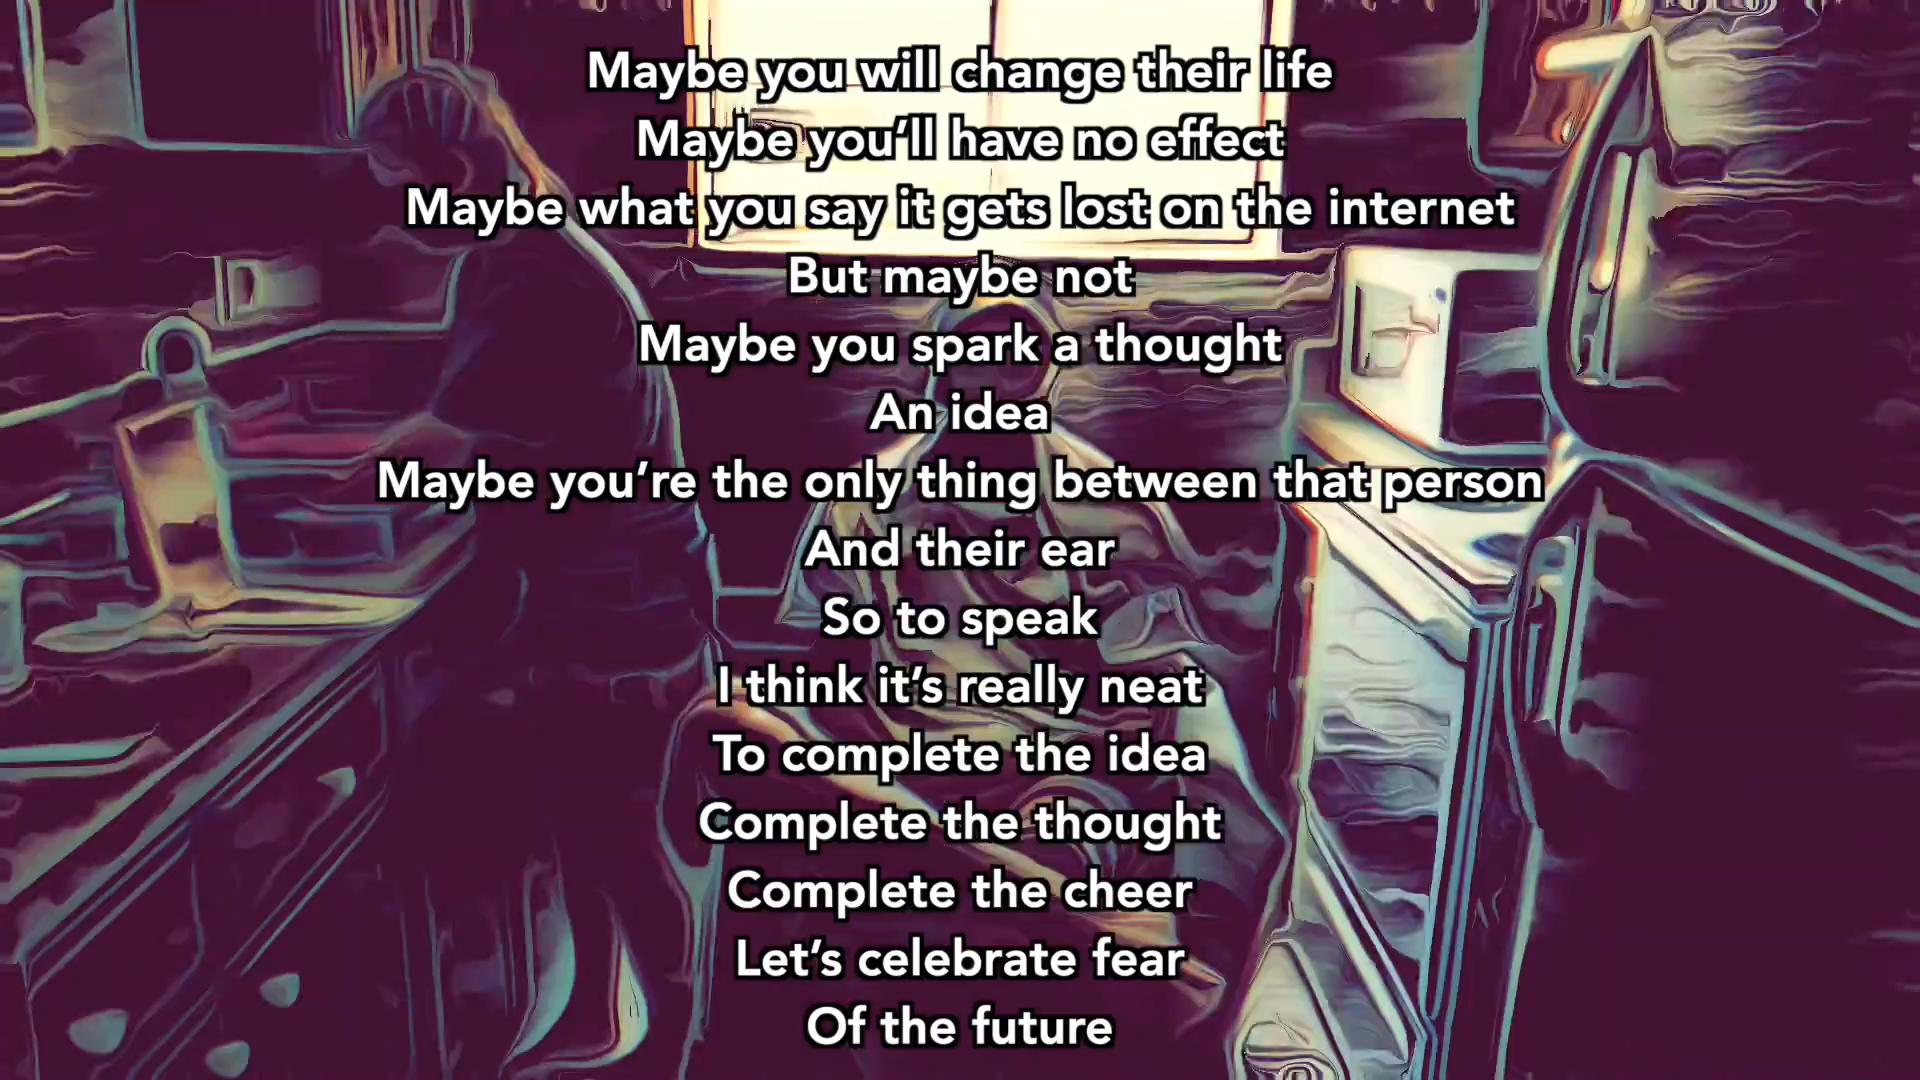 Maybe you will change their life
Maybe you‘ll have no effect
Maybe what you say it gets lost on the internet
But maybe not
Maybe you spark a thought
An idea
Maybe you’re the only thing between that person
And their ear
So to speak
I think it’s really neat
To complete the idea
Complete the thought
Complete the cheer
Let’s celebrate fear
Of the future